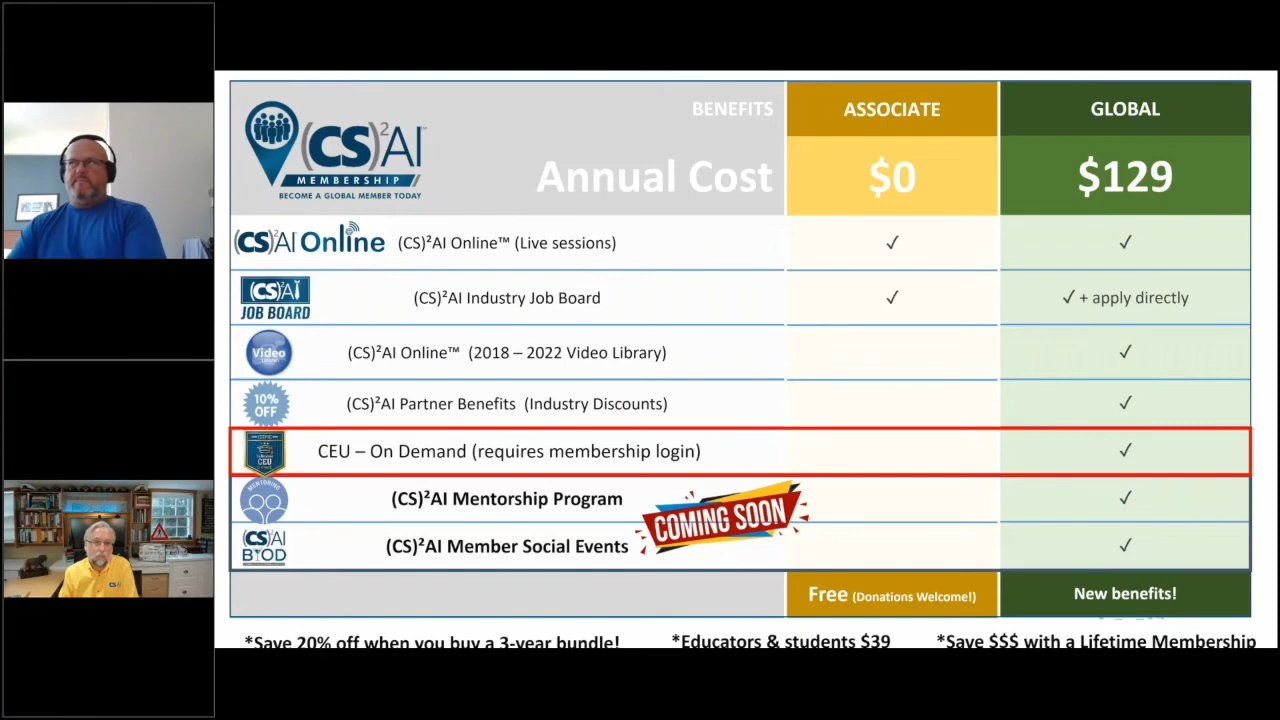 BENEFITS
ASSOCIATE
GLOBAL
(CS)²AI™
MEMBERSHIP
BECOME A GLOBAL MEMBER TODAY
Annual Cost
$0
$129
(CS)²AI Online (CS)²AI Online™ (Live sessions) ✓ ✓
(CS)²AI
JOB BOARD
(CS)²AI Industry Job Board ✓ ✓ + apply directly
Video
(CS)²AI Online™ (2018 – 2022 Video Library) ✓
10%
OFF
(CS)²AI Partner Benefits (Industry Discounts) ✓
CEU
CEU – On Demand (requires membership login) ✓
MENTORING
(CS)²AI Mentorship Program ✓
COMING SOON
(CS)²AI
BYOD
(CS)²AI Member Social Events ✓
Free (Donations Welcome!)
New benefits!
*Save 20% off when you buy a 3-year bundle!
*Educators & students $39
*Save $$$ with a Lifetime Membership